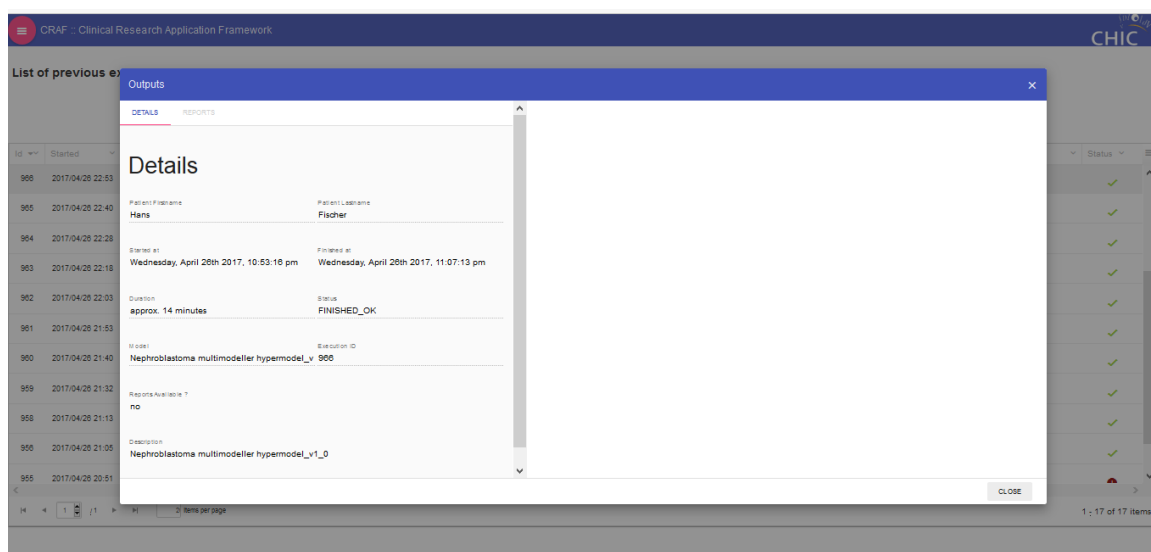 CRAF :: Clinical Research Application Framework
CHIC
List of previous ex
Outputs
DETAILS REPORTS
Details
Patient Firstname Patient Lastname
Hans Fischer
Started at Finished at
Wednesday, April 26th 2017, 10:53:16 pm Wednesday, April 26th 2017, 11:07:13 pm
Duration Status
approx. 14 minutes FINISHED_OK
Model Execution ID
Nephroblastoma multimodeller hypermodel_v 966
Reports Available ?
no
Description
Nephroblastoma multimodeller hypermodel_v1_0
CLOSE
Id Started Status
966 2017/04/26 22:53
965 2017/04/26 22:40
964 2017/04/26 22:28
963 2017/04/26 22:18
962 2017/04/26 22:03
961 2017/04/26 21:53
960 2017/04/26 21:40
959 2017/04/26 21:32
958 2017/04/26 21:13
956 2017/04/26 21:05
955 2017/04/26 20:51
1 /1 items per page 1 - 17 of 17 items